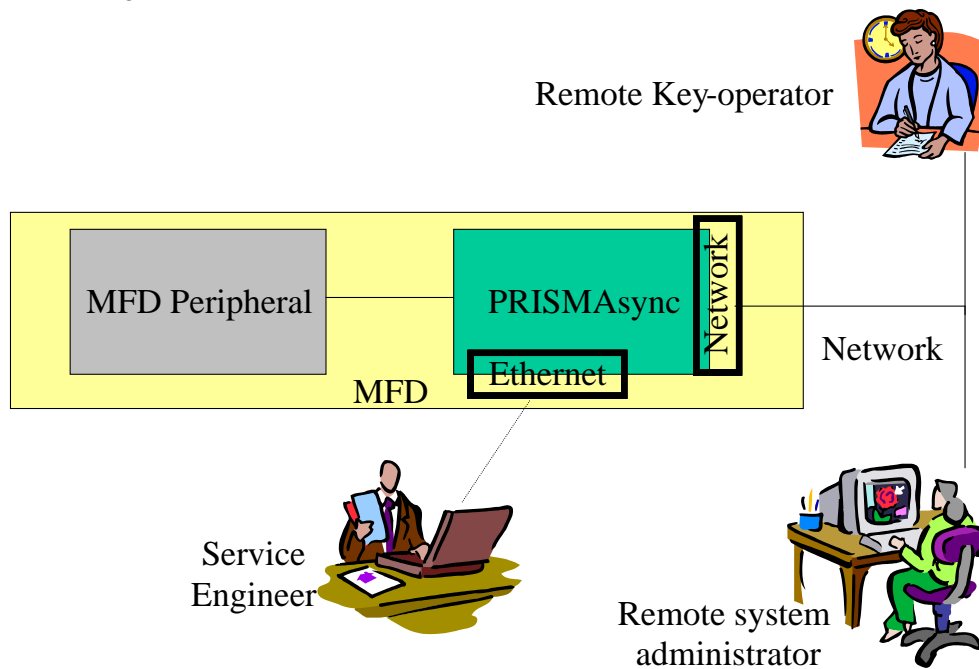 Remote Key-operator
MFD Peripheral
PRISMAsync
Network
Network
Ethernet
MFD
Service
Engineer
Remote system
administrator